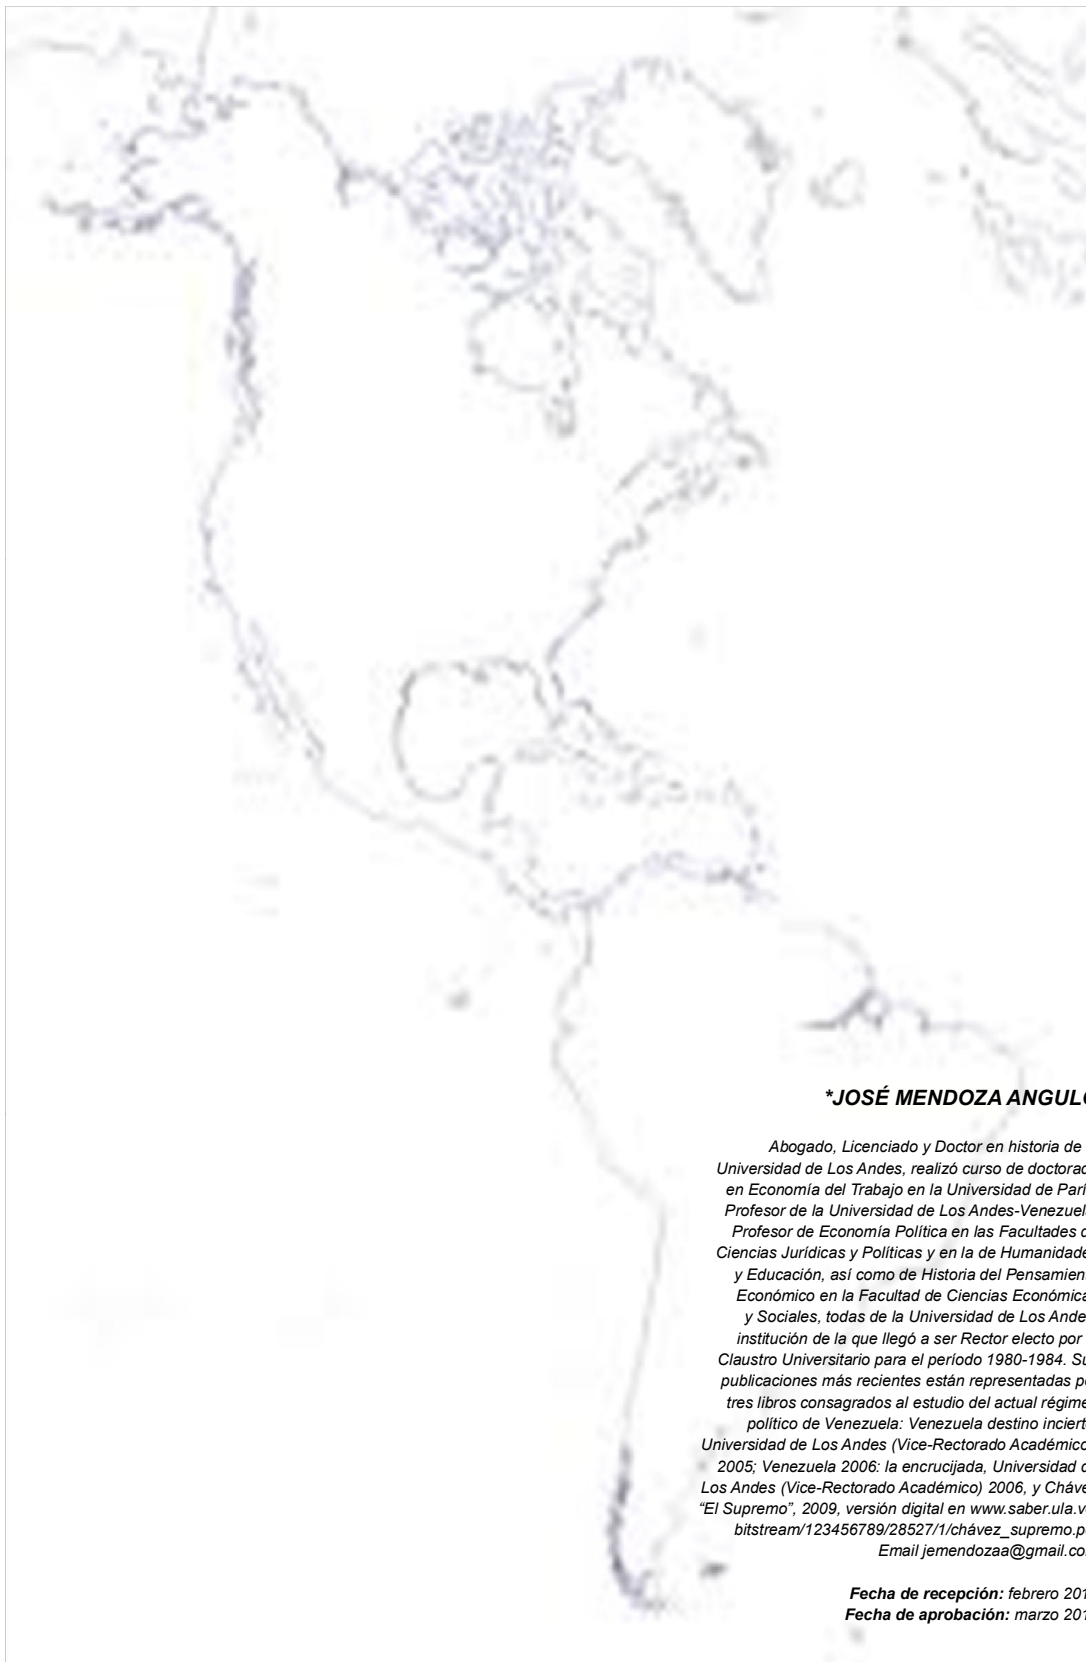 *JOSÉ MENDOZA ANGULO
Abogado, Licenciado y Doctor en historia de
Universidad de Los Andes, realizó curso de doctorad
en Economía del Trabajo en la Universidad de Parí
Profesor de la Universidad de Los Andes-Venezuel
Profesor de Economía Política en las Facultades d
Ciencias Jurídicas y Políticas y en la de Humanidade
y Educación, así como de Historia del Pensamien
Económico en la Facultad de Ciencias Económica
y Sociales, todas de la Universidad de Los Ande
institución de la que llegó a ser Rector electo por
Claustro Universitario para el período 1980-1984. Su
publicaciones más recientes están representadas p
tres libros consagrados al estudio del actual régime
político de Venezuela: Venezuela destino inciert
Universidad de Los Andes (Vice-Rectorado Académico
2005; Venezuela 2006: la encrucijada, Universidad d
Los Andes (Vice-Rectorado Académico) 2006, y Cháve
“El Supremo”, 2009, versión digital en www.saber.ula.v
bitstream/123456789/28527/1/chávez_supremo.p
Email jemendozaa@gmail.co
Fecha de recepción: febrero 201
Fecha de aprobación: marzo 201